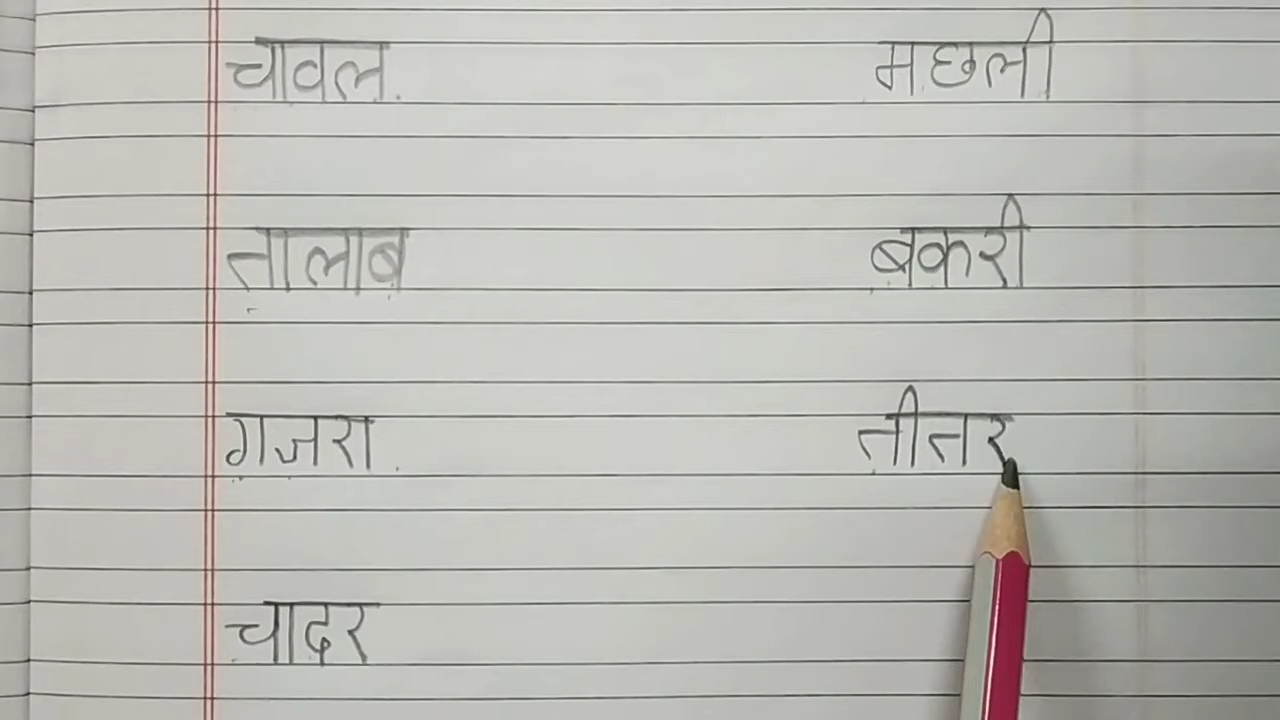 चावल मछली
तालाब बकरी
गजरा तीतर
चादर